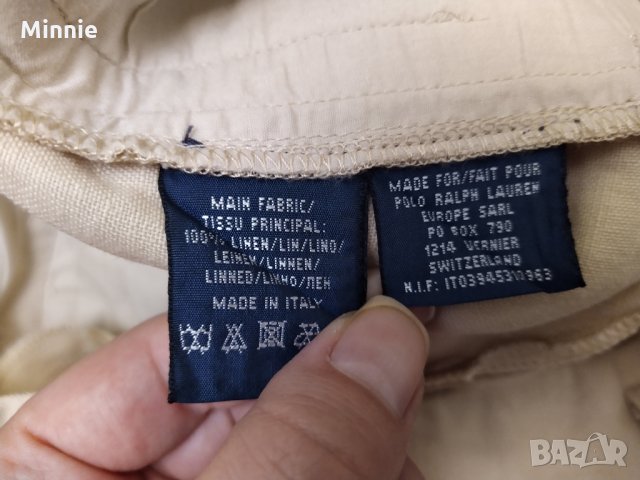 Minnie
MAIN FABRIC/
TISSU PRINCIPAL:
100% LINEN/LIN/LINO/
LEINEN/LINNEN/
LINNED/LINHO/ЛЕН
MADE IN ITALY
MADE FOR/FAIT POUR
POLO RALPH LAUREN
EUROPE SARL
PO BOX 790
1214 VERNIER
SWITZERLAND
N.I.F: IT03945310963
BAZAR